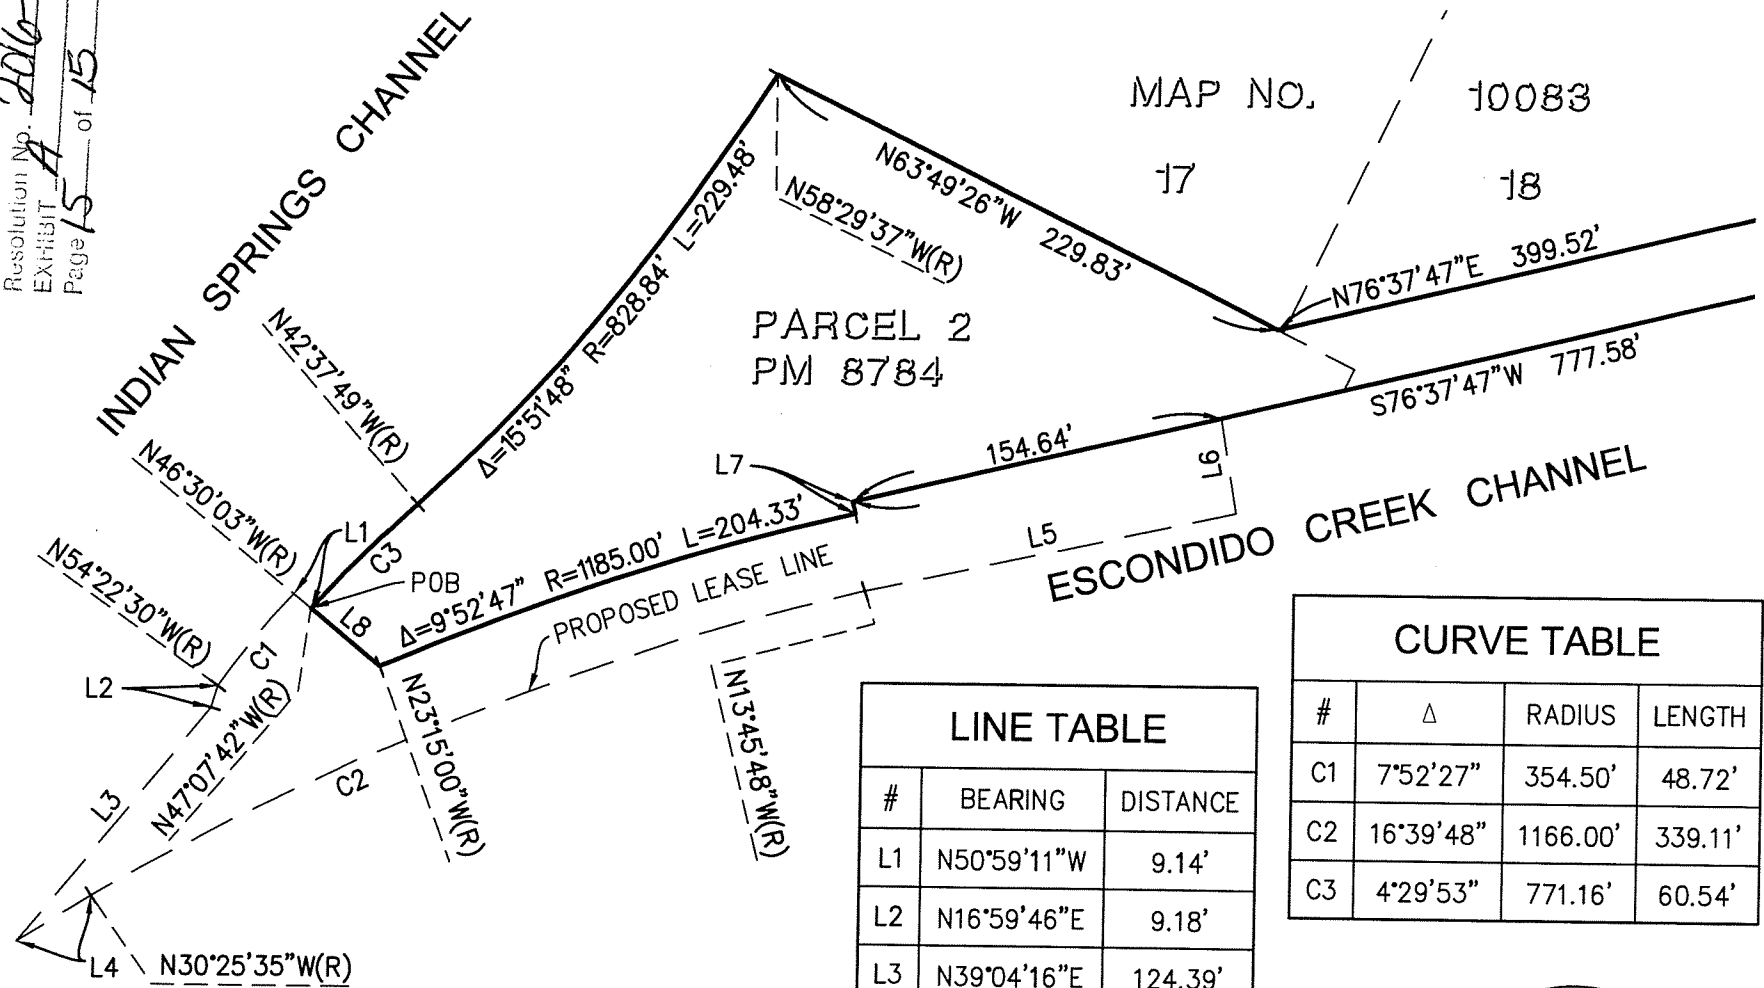 Resolution No. 2016-
EXHIBIT A
Page 15 of 15
INDIAN SPRINGS CHANNEL
MAP NO. 10083
17
18
N63°49'26"W 229.83'
N58°29'37"W(R)
Δ=15°51'48" R=828.84' L=229.48'
N76°37'47"E 399.52'
S76°37'47"W 777.58'
PARCEL 2
PM 8784
N42°37'49"W(R)
N46°30'03"W(R)
N54°22'30"W(R)
L1
C3
POB
L7
154.64'
L6
L5
ESCONDIDO CREEK CHANNEL
L8
Δ=9°52'47" R=1185.00' L=204.33'
PROPOSED LEASE LINE
C1
L2
N47°07'42"W(R)
N23°15'00"W(R)
N13°45'48"W(R)
L3
C2
L4
N30°25'35"W(R)
LINE TABLE
# BEARING DISTANCE
L1 N50°59'11"W 9.14'
L2 N16°59'46"E 9.18'
L3 N39°04'16"E 124.39'
CURVE TABLE
# Δ RADIUS LENGTH
C1 7°52'27" 354.50' 48.72'
C2 16°39'48" 1166.00' 339.11'
C3 4°29'53" 771.16' 60.54'